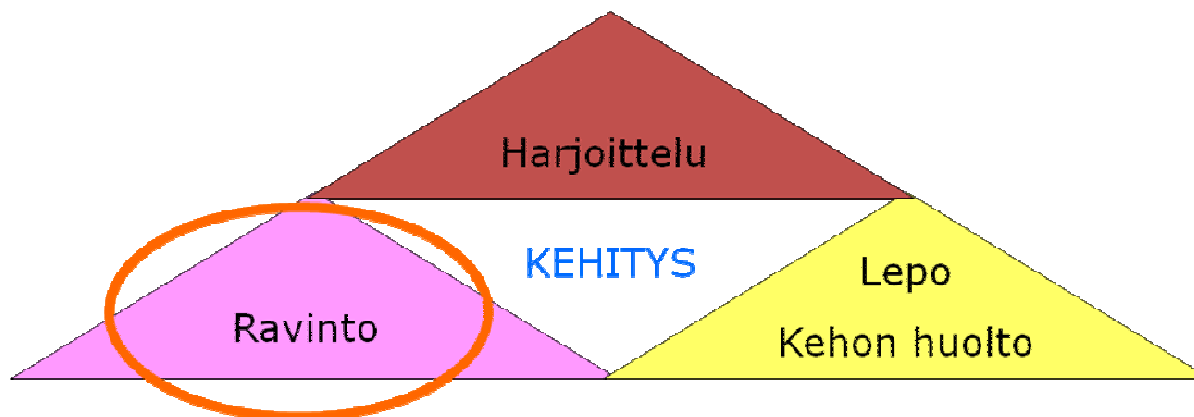 Harjoittelu
KEHITYS
Ravinto
Lepo
Kehon huolto